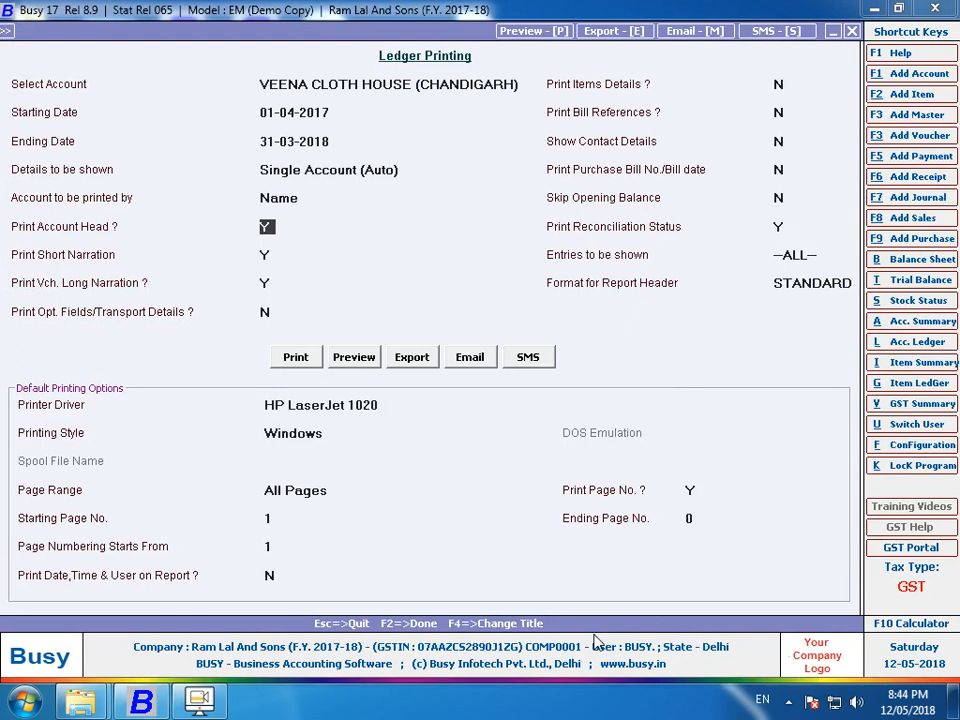 Busy 17 Rel 8.9 | Stat Rel 065 | Model : EM (Demo Copy) | Ram Lal And Sons (F.Y. 2017-18)
>> Preview - [P] Export - [E] Email - [M] SMS - [S]
Ledger Printing
Select Account VEENA CLOTH HOUSE (CHANDIGARH) Print Items Details ? N
Starting Date 01-04-2017 Print Bill References ? N
Ending Date 31-03-2018 Show Contact Details N
Details to be shown Single Account (Auto) Print Purchase Bill No./Bill date N
Account to be printed by Name Skip Opening Balance N
Print Account Head ? Y Print Reconciliation Status Y
Print Short Narration Y Entries to be shown --ALL--
Print Vch. Long Narration ? Y Format for Report Header STANDARD
Print Opt. Fields/Transport Details ? N
Print Preview Export Email SMS
Default Printing Options
Printer Driver HP LaserJet 1020
Printing Style Windows DOS Emulation
Spool File Name
Page Range All Pages Print Page No. ? Y
Starting Page No. 1 Ending Page No. 0
Page Numbering Starts From 1
Print Date,Time & User on Report ? N
Esc=>Quit F2=>Done F4=>Change Title
Shortcut Keys
F1 Help
F1 Add Account
F2 Add Item
F3 Add Master
F3 Add Voucher
F5 Add Payment
F6 Add Receipt
F7 Add Journal
F8 Add Sales
F9 Add Purchase
B Balance Sheet
T Trial Balance
S Stock Status
A Acc. Summary
L Acc. Ledger
I Item Summary
G Item LedGer
V GST Summary
U Switch User
F ConFiguration
K LocK Program
Training Videos
GST Help
GST Portal
Tax Type:
GST
F10 Calculator
Busy
Company : Ram Lal And Sons (F.Y. 2017-18) - (GSTIN : 07AAZCS2890J1ZG) COMP0001 - User : BUSY. ; State - Delhi
BUSY - Business Accounting Software ; (c) Busy Infotech Pvt. Ltd., Delhi ; www.busy.in
Your
Company
Logo
Saturday
12-05-2018
B
EN
8:44 PM
12/05/2018